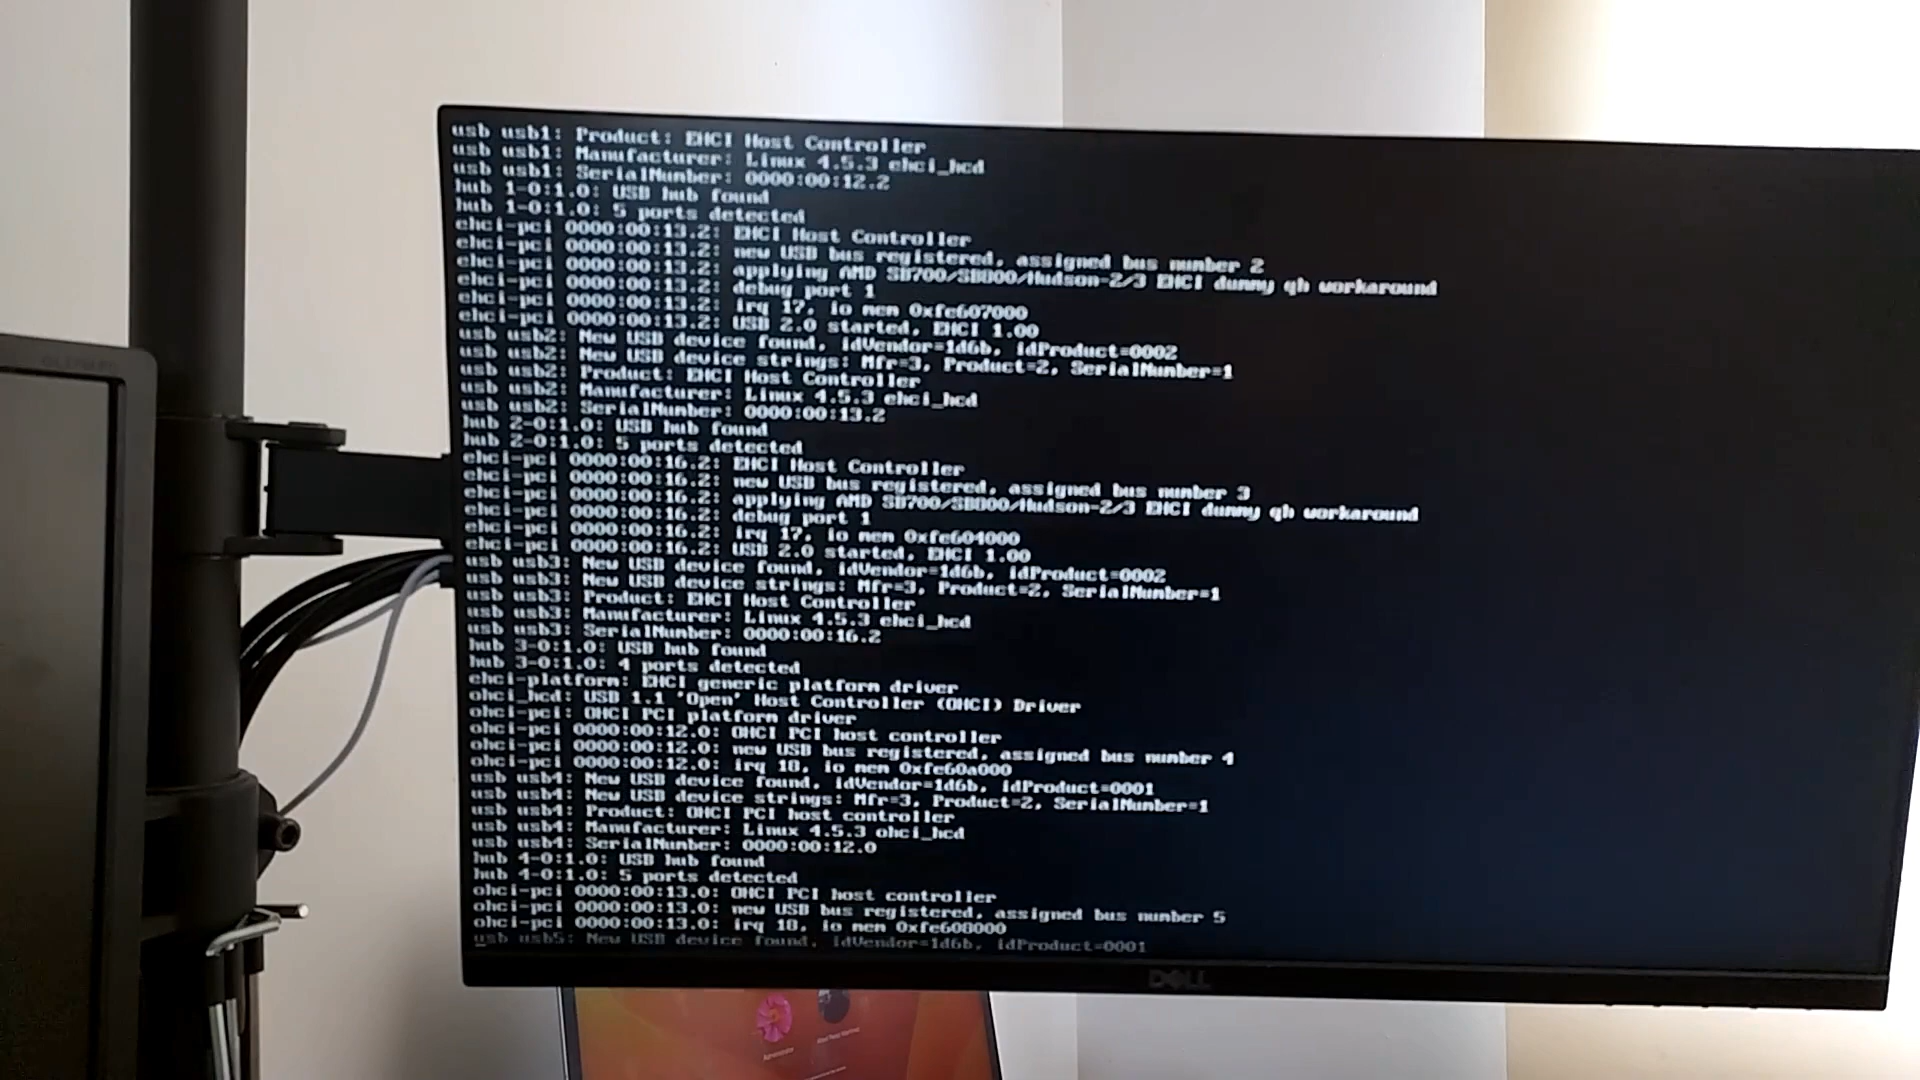 usb usb1: Product: EHCI Host Controller
usb usb1: Manufacturer: Linux 4.5.3 ehci_hcd
usb usb1: SerialNumber: 0000:00:12.2
hub 1-0:1.0: USB hub found
hub 1-0:1.0: 5 ports detected
ehci-pci 0000:00:13.2: EHCI Host Controller
ehci-pci 0000:00:13.2: new USB bus registered, assigned bus number 2
ehci-pci 0000:00:13.2: applying AMD SB700/SB800/Hudson-2/3 EHCI dummy qh workaround
ehci-pci 0000:00:13.2: debug port 1
ehci-pci 0000:00:13.2: irq 17, io mem 0xfe607000
ehci-pci 0000:00:13.2: USB 2.0 started, EHCI 1.00
usb usb2: New USB device found, idVendor=1d6b, idProduct=0002
usb usb2: New USB device strings: Mfr=3, Product=2, SerialNumber=1
usb usb2: Product: EHCI Host Controller
usb usb2: Manufacturer: Linux 4.5.3 ehci_hcd
usb usb2: SerialNumber: 0000:00:13.2
hub 2-0:1.0: USB hub found
hub 2-0:1.0: 5 ports detected
ehci-pci 0000:00:16.2: EHCI Host Controller
ehci-pci 0000:00:16.2: new USB bus registered, assigned bus number 3
ehci-pci 0000:00:16.2: applying AMD SB700/SB800/Hudson-2/3 EHCI dummy qh workaround
ehci-pci 0000:00:16.2: debug port 1
ehci-pci 0000:00:16.2: irq 17, io mem 0xfe604000
ehci-pci 0000:00:16.2: USB 2.0 started, EHCI 1.00
usb usb3: New USB device found, idVendor=1d6b, idProduct=0002
usb usb3: New USB device strings: Mfr=3, Product=2, SerialNumber=1
usb usb3: Product: EHCI Host Controller
usb usb3: Manufacturer: Linux 4.5.3 ehci_hcd
usb usb3: SerialNumber: 0000:00:16.2
hub 3-0:1.0: USB hub found
hub 3-0:1.0: 4 ports detected
ehci-platform: EHCI generic platform driver
ohci_hcd: USB 1.1 'Open' Host Controller (OHCI) Driver
ohci-pci: OHCI PCI platform driver
ohci-pci 0000:00:12.0: OHCI PCI host controller
ohci-pci 0000:00:12.0: new USB bus registered, assigned bus number 4
ohci-pci 0000:00:12.0: irq 18, io mem 0xfe60a000
usb usb4: New USB device found, idVendor=1d6b, idProduct=0001
usb usb4: New USB device strings: Mfr=3, Product=2, SerialNumber=1
usb usb4: Product: OHCI PCI host controller
usb usb4: Manufacturer: Linux 4.5.3 ohci_hcd
usb usb4: SerialNumber: 0000:00:12.0
hub 4-0:1.0: USB hub found
hub 4-0:1.0: 5 ports detected
ohci-pci 0000:00:13.0: OHCI PCI host controller
ohci-pci 0000:00:13.0: new USB bus registered, assigned bus number 5
ohci-pci 0000:00:13.0: irq 18, io mem 0xfe608000
usb usb5: New USB device found, idVendor=1d6b, idProduct=0001
DELL